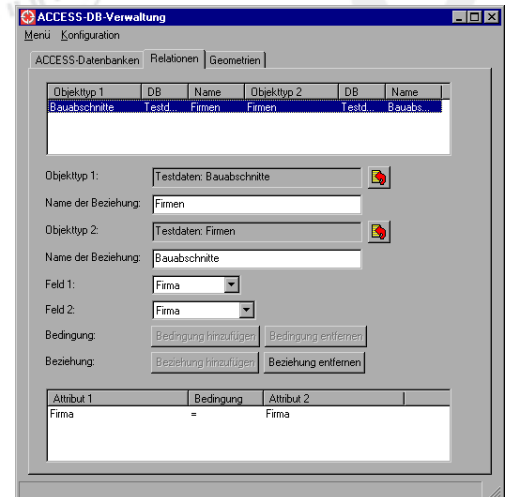 ACCESS-DB-Verwaltung
Menü Konfiguration
ACCESS-Datenbanken Relationen Geometrien
Objekttyp 1 DB Name Objekttyp 2 DB Name
Bauabschnitte Testd... Firmen Firmen Testd... Bauabs...
Objekttyp 1: Testdaten: Bauabschnitte
Name der Beziehung: Firmen
Objekttyp 2: Testdaten: Firmen
Name der Beziehung: Bauabschnitte
Feld 1: Firma
Feld 2: Firma
Bedingung: Bedingung hinzufügen Bedingung entfernen
Beziehung: Beziehung hinzufügen Beziehung entfernen
Attribut 1 Bedingung Attribut 2
Firma = Firma